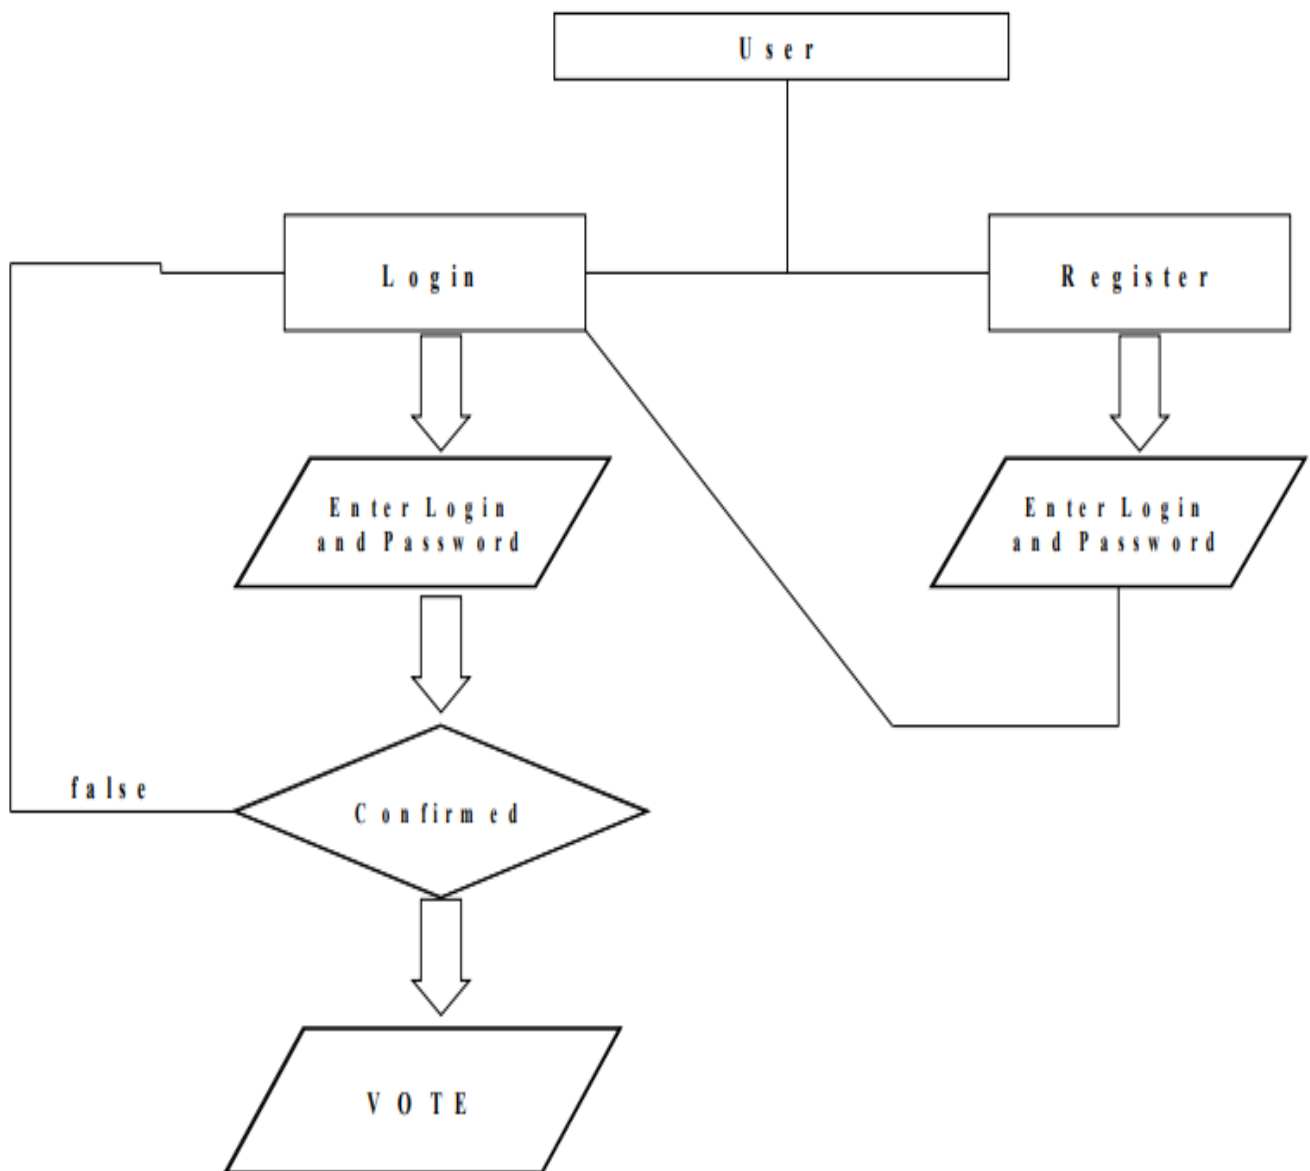 User
Login
Register
Enter Login
and Password
Enter Login
and Password
false
Confirmed
VOTE